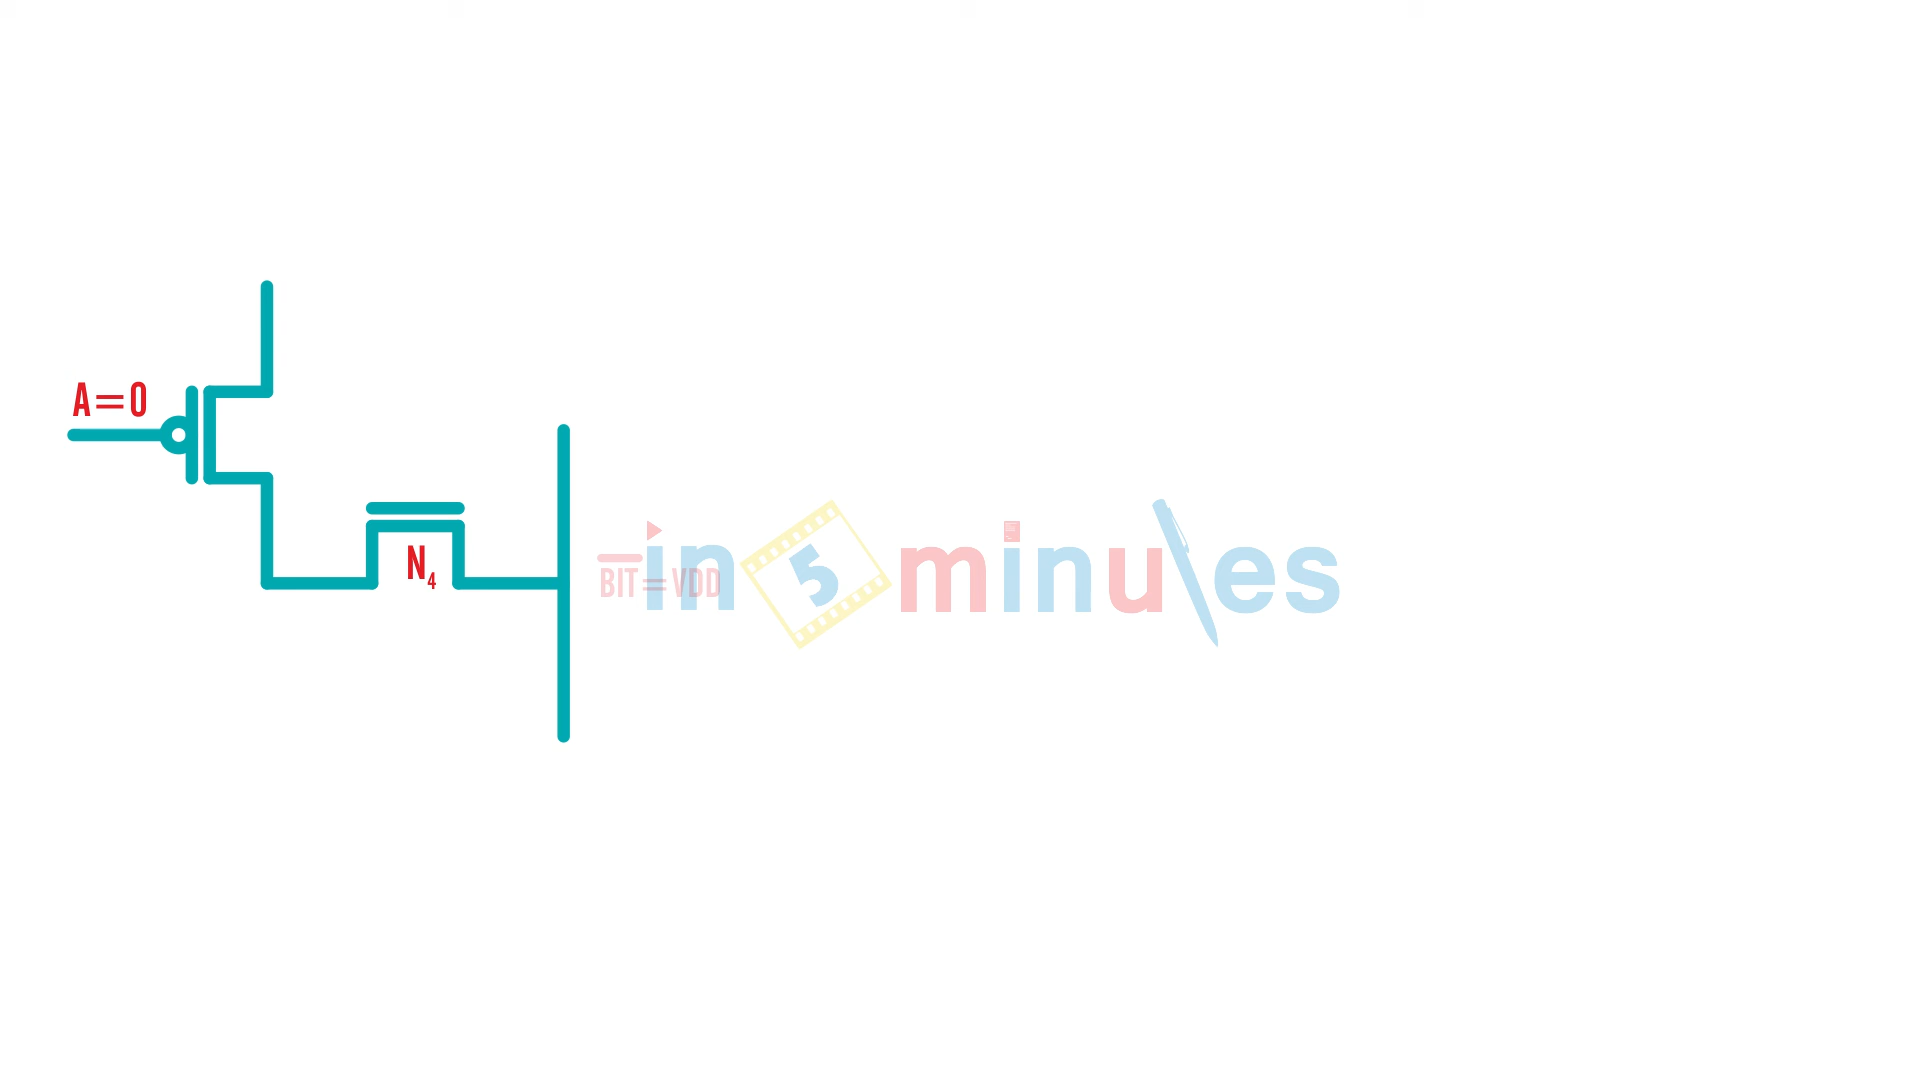 A=0
N₄
BIT=VDD
in 5 minutes